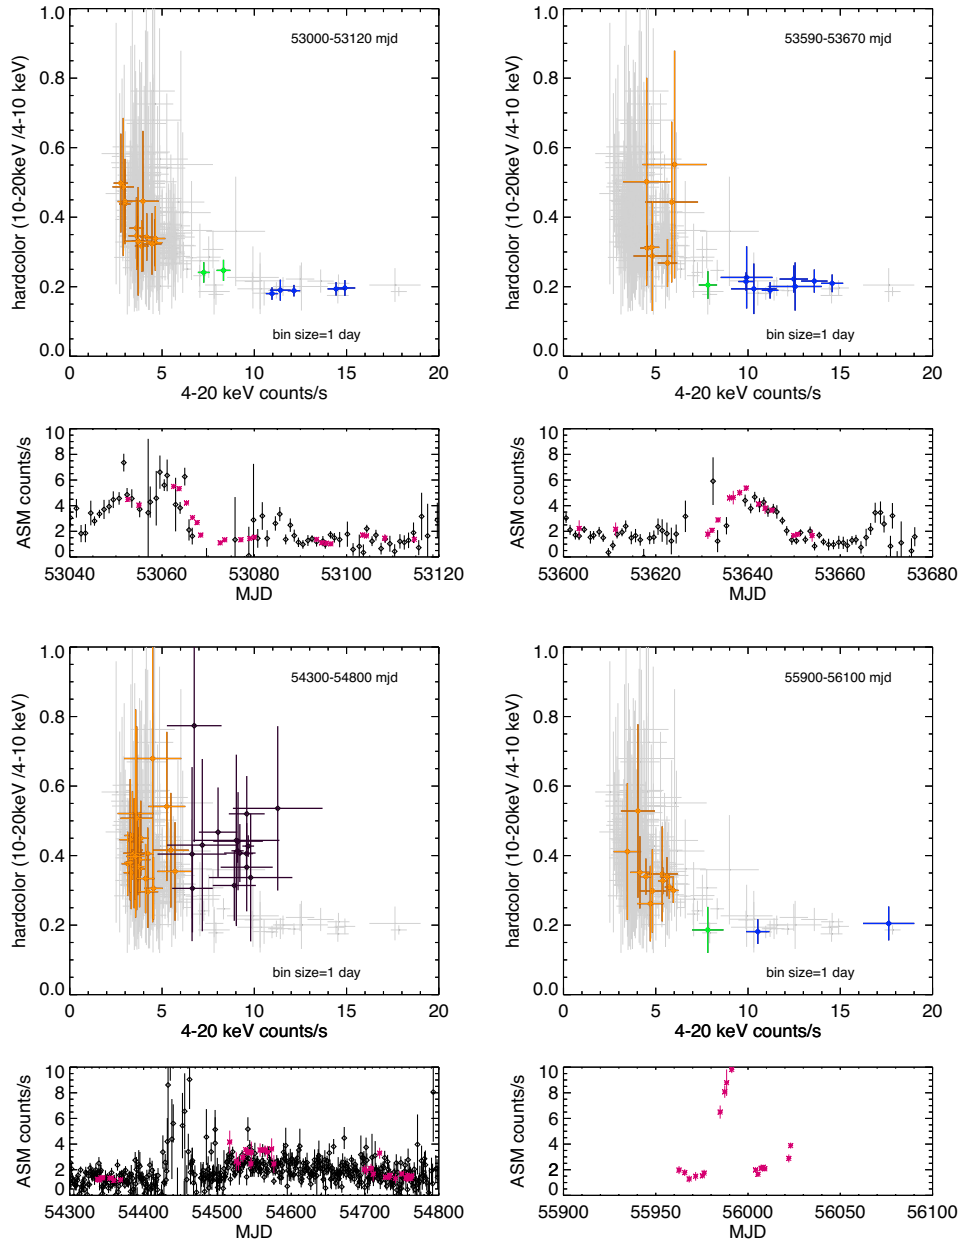 1.0
0.8
0.6
0.4
0.2
0.0
hardcolor (10-20keV /4-10 keV)
53000-53120 mjd
bin size=1 day
0 5 10 15 20
4-20 keV counts/s
1.0
0.8
0.6
0.4
0.2
0.0
hardcolor (10-20keV /4-10 keV)
53590-53670 mjd
bin size=1 day
0 5 10 15 20
4-20 keV counts/s
10
8
6
4
2
0
ASM counts/s
53040 53060 53080 53100 53120
MJD
10
8
6
4
2
0
ASM counts/s
53600 53620 53640 53660 53680
MJD
1.0
0.8
0.6
0.4
0.2
0.0
hardcolor (10-20keV /4-10 keV)
54300-54800 mjd
bin size=1 day
0 5 10 15 20
4-20 keV counts/s
1.0
0.8
0.6
0.4
0.2
0.0
hardcolor (10-20keV /4-10 keV)
55900-56100 mjd
bin size=1 day
0 5 10 15 20
4-20 keV counts/s
10
8
6
4
2
0
ASM counts/s
54300 54400 54500 54600 54700 54800
MJD
10
8
6
4
2
0
ASM counts/s
55900 55950 56000 56050 56100
MJD